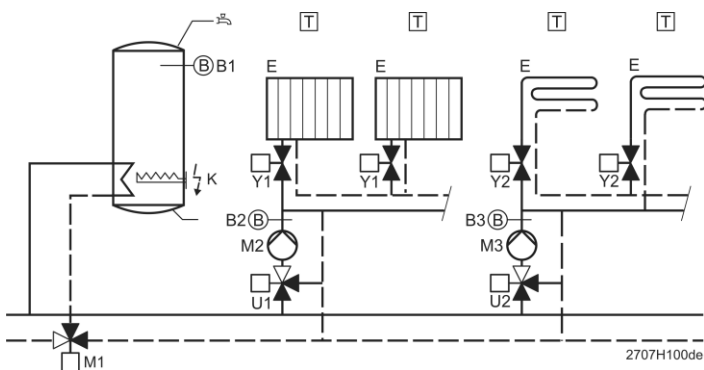 T T T T
B B1 E E E E
K Y1 Y1 Y2 Y2
B2 B B3 B
M2 M3
U1 U2
M1
2707H100de